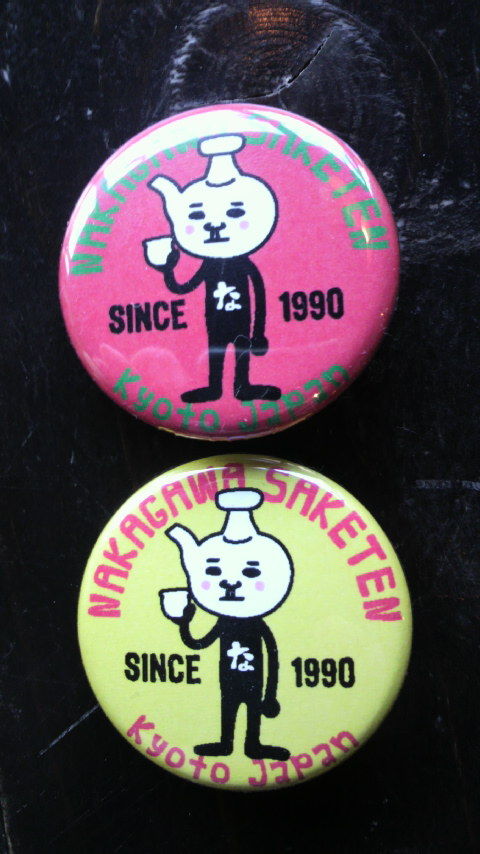 NAKAGAWA SAKETEN
な
SINCE 1990
Kyoto Japan
NAKAGAWA SAKETEN
な
SINCE 1990
Kyoto Japan